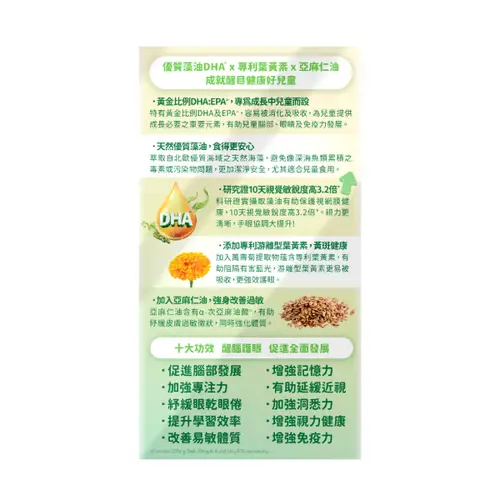 優質藻油DHA* x 專利葉黃素 x 亞麻仁油
成就醒目健康好兒童
·黃金比例DHA:EPA+，專為成長中兒童而設
特有黃金比例DHA及EPA+，容易被消化及吸收，為兒童提供
成長必要之重要元素，有助兒童腦部、眼睛及免疫力發展。
·天然優質藻油，食得更安心
萃取自北歐優質海域之天然海藻，避免像深海魚類累積之
毒素或污染物問題，更加潔淨安全，尤其適合兒童食用。
·研究證10天視覺敏銳度高3.2倍*
科研證實攝取藻油有助保護視網膜健
康，10天視覺敏銳度高3.2倍*。視力更
清晰，手眼協調大提升!
DHA
·添加專利游離型葉黃素，黃斑健康
加入萬壽菊提取物蘊含專利葉黃素，有
助阻隔有害藍光，游離型葉黃素更易被
吸收，更強效護眼。
·加入亞麻仁油，強身改善過敏
亞麻仁油含有α-次亞麻油酸+，有助
紓緩皮膚過敏徵狀，同時強化體質。
十大功效 醒腦護眼 促進全面發展
·促進腦部發展
·加強專注力
·紓緩眼乾眼倦
·提升學習效率
·改善易敏體質
·增強記憶力
·有助延緩近視
·加強洞悉力
·增強視力健康
·增強免疫力